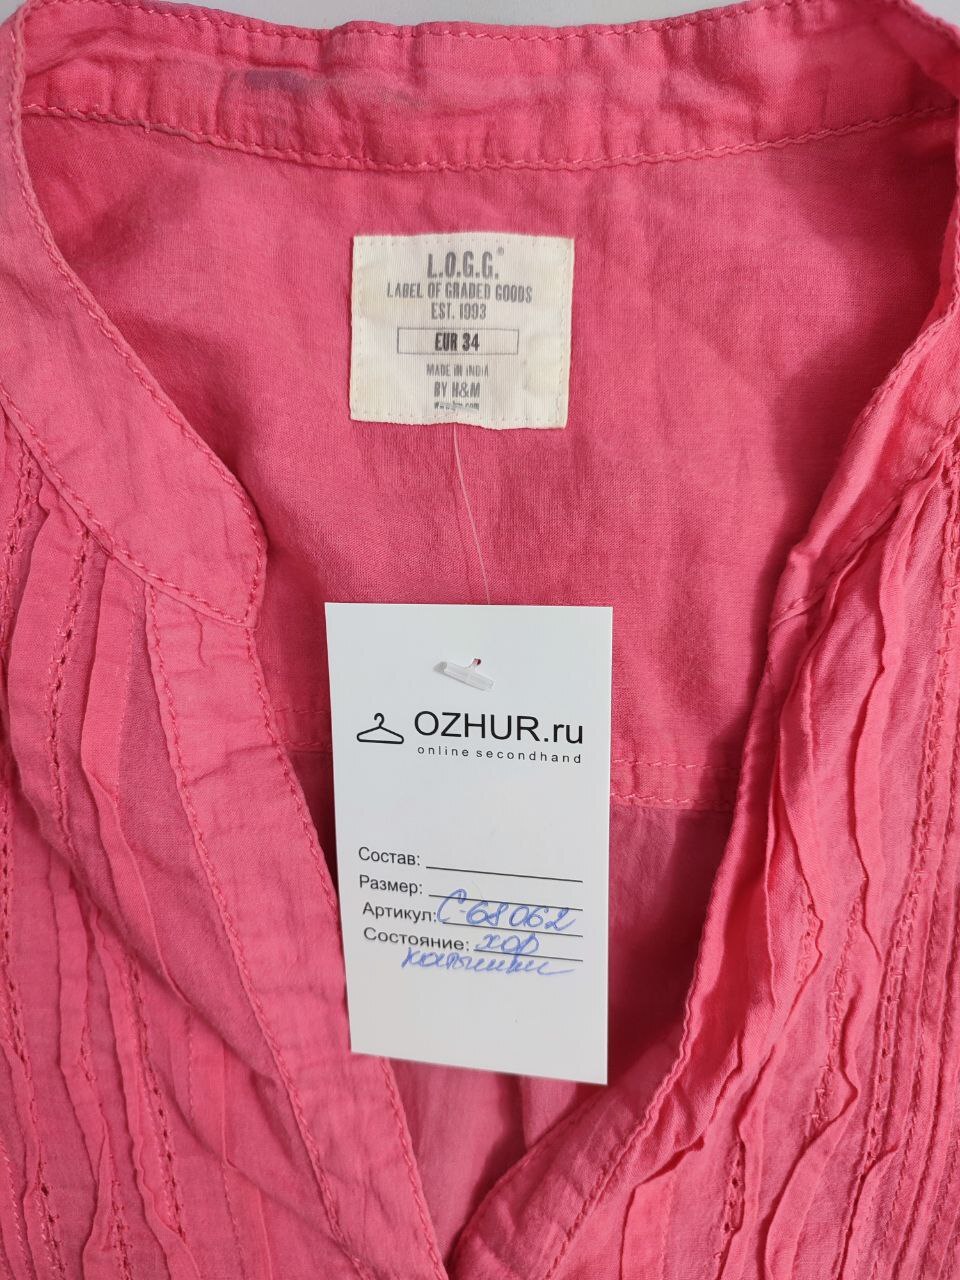 L.O.G.G.®
LABEL OF GRADED GOODS
EST. 1993
EUR 34
MADE IN INDIA
BY H&M
OZHUR.ru
online secondhand
Состав:
Размер:
Артикул: С-68062
Состояние: хор